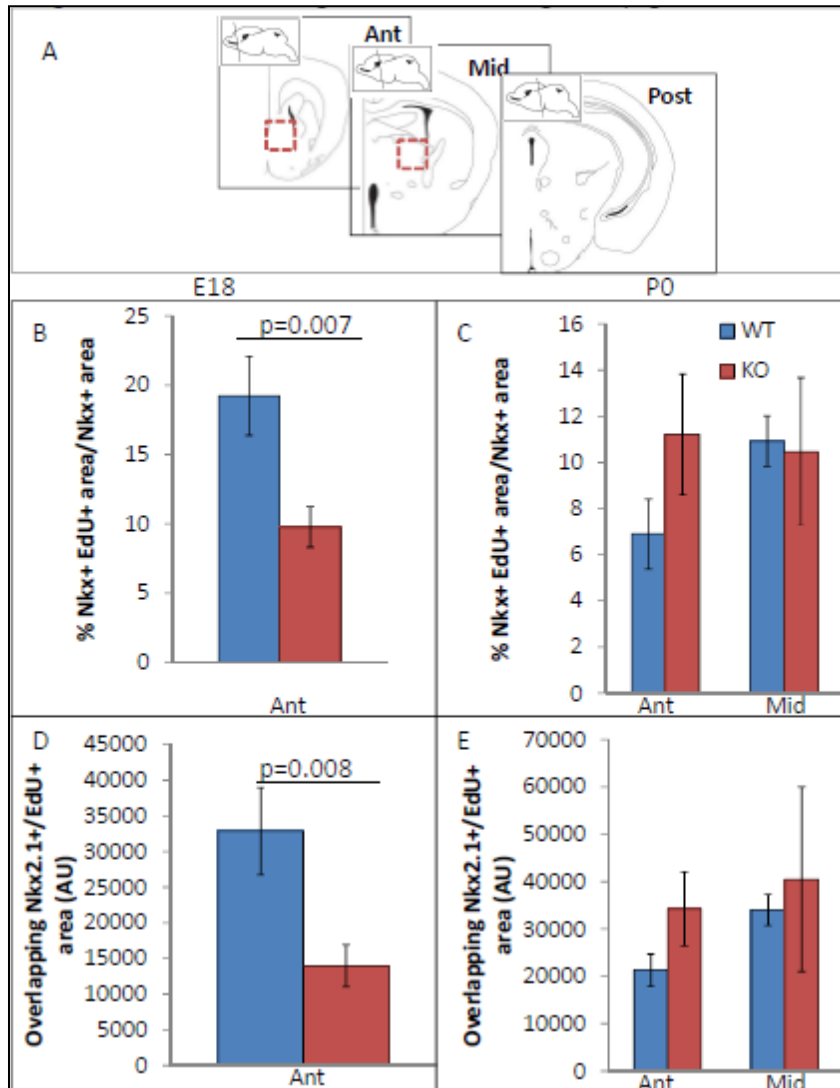 A
Ant
Mid
Post
E18
P0
B
p=0.007
% Nkx+ EdU+ area/Nkx+ area
25
20
15
10
5
0
Ant
C
WT
KO
% Nkx+ EdU+ area/Nkx+ area
16
14
12
10
8
6
4
2
0
Ant Mid
D
p=0.008
Overlapping Nkx2.1+/EdU+
area (AU)
45000
40000
35000
30000
25000
20000
15000
10000
5000
0
Ant
E
Overlapping Nkx2.1+/EdU+
area (AU)
70000
60000
50000
40000
30000
20000
10000
0
Ant Mid